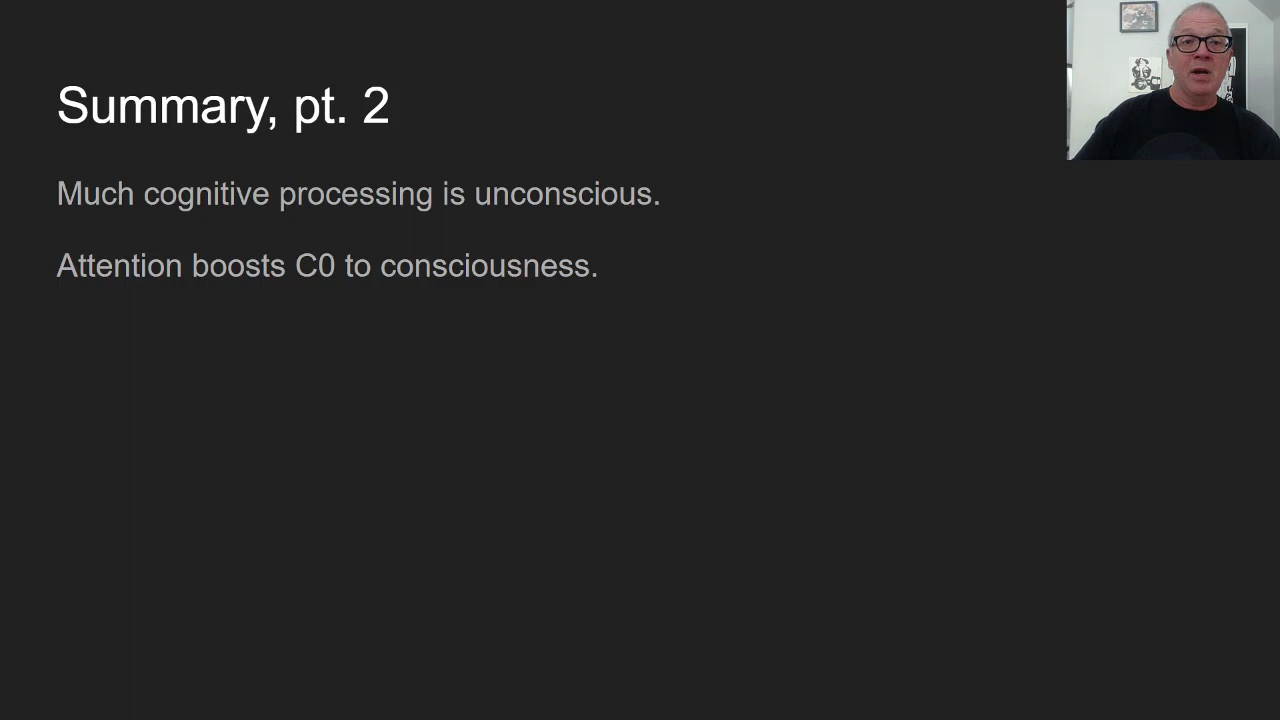 Summary, pt. 2
Much cognitive processing is unconscious.
Attention boosts C0 to consciousness.